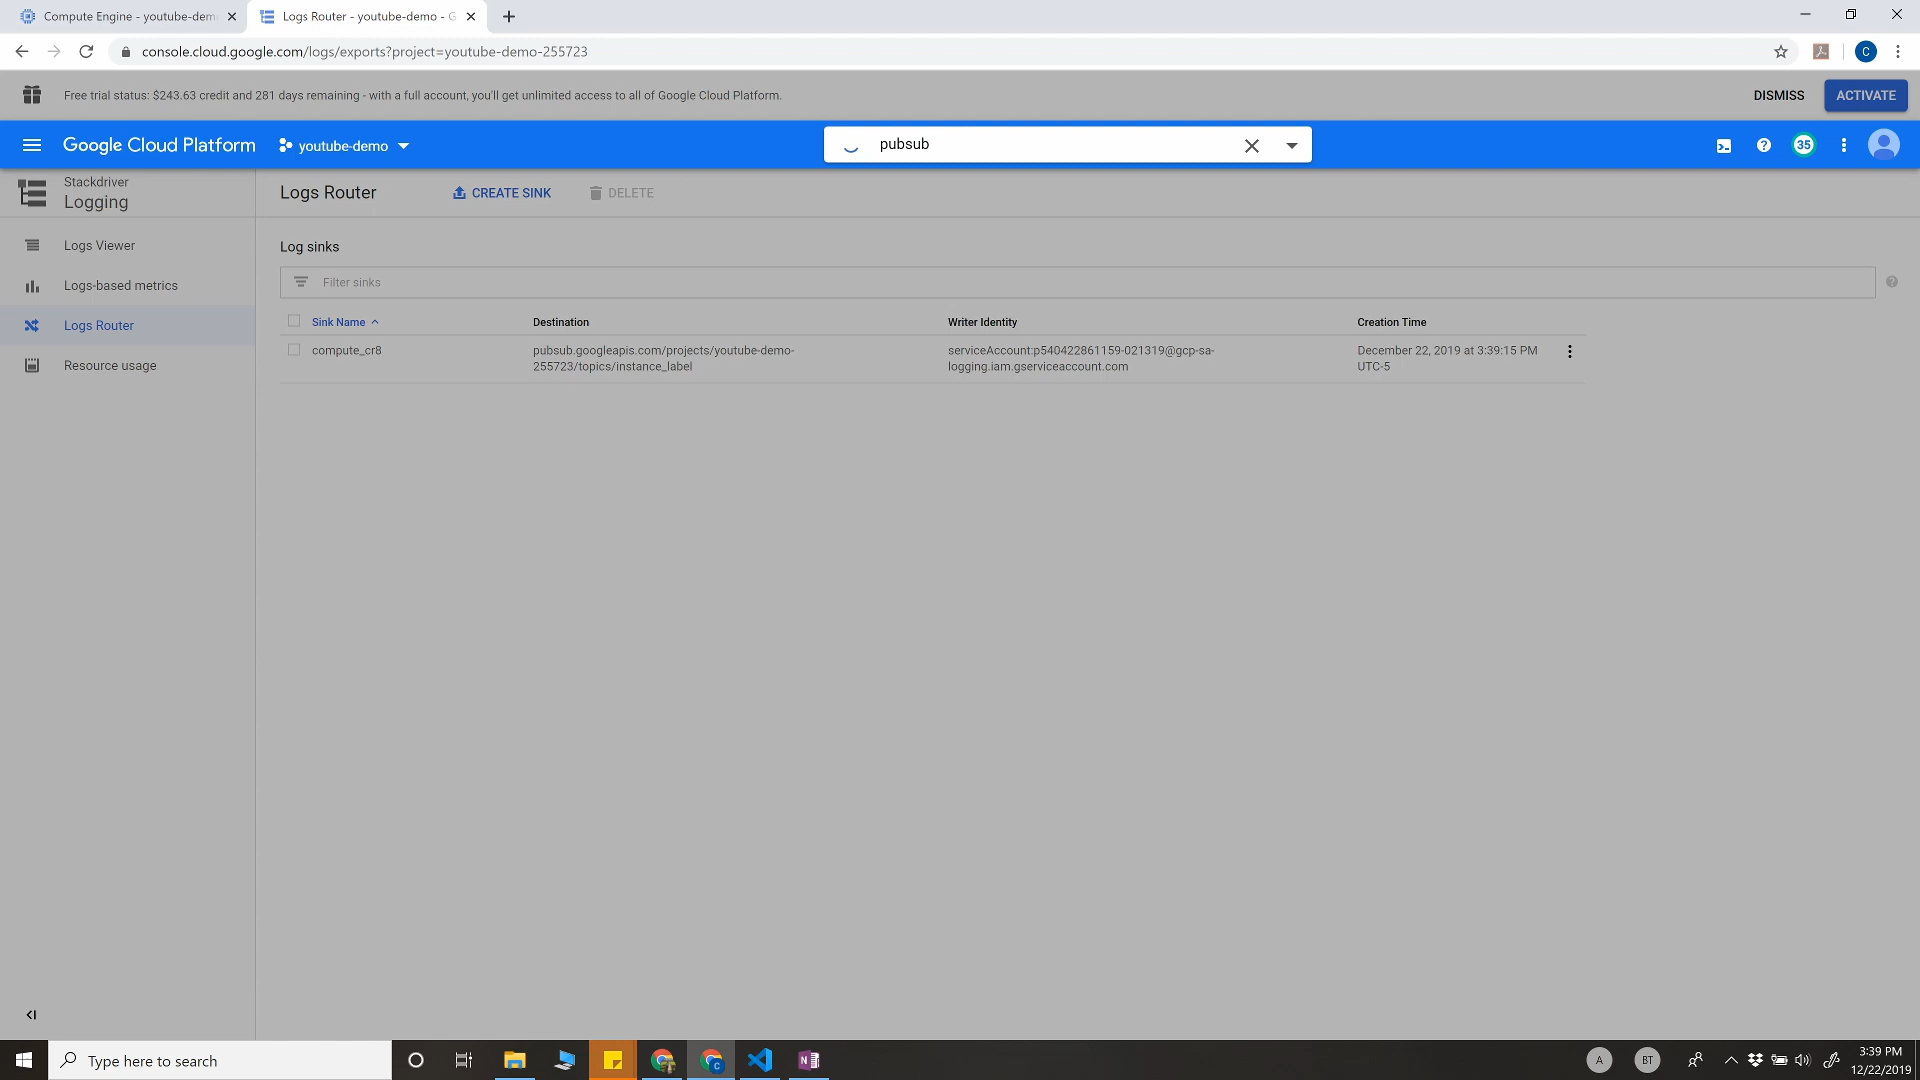 Compute Engine - youtube-dem
Logs Router - youtube-demo - G
console.cloud.google.com/logs/exports?project=youtube-demo-255723
C
Free trial status: $243.63 credit and 281 days remaining - with a full account, you'll get unlimited access to all of Google Cloud Platform.
DISMISS
ACTIVATE
Google Cloud Platform
youtube-demo
pubsub
35
Stackdriver
Logging
Logs Router
CREATE SINK
DELETE
Logs Viewer
Logs-based metrics
Logs Router
Resource usage
Log sinks
Filter sinks
Sink Name
Destination
Writer Identity
Creation Time
compute_cr8
pubsub.googleapis.com/projects/youtube-demo-
255723/topics/instance_label
serviceAccount:p540422861159-021319@gcp-sa-
logging.iam.gserviceaccount.com
December 22, 2019 at 3:39:15 PM
UTC-5
Type here to search
A
BT
3:39 PM
12/22/2019